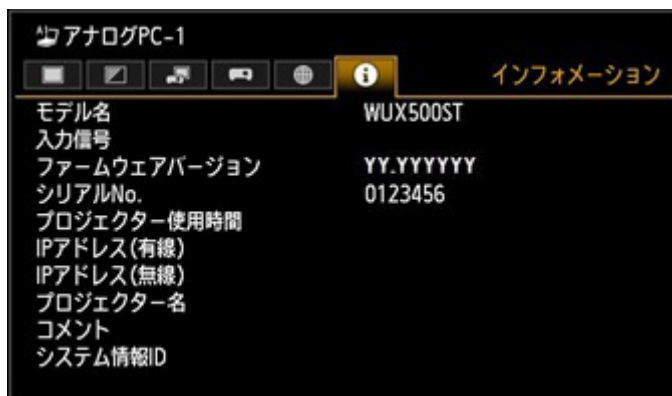 アナログPC-1
インフォメーション
モデル名 WUX500ST
入力信号
ファームウェアバージョン YY.YYYYYY
シリアルNo. 0123456
プロジェクター使用時間
IPアドレス(有線)
IPアドレス(無線)
プロジェクター名
コメント
システム情報ID